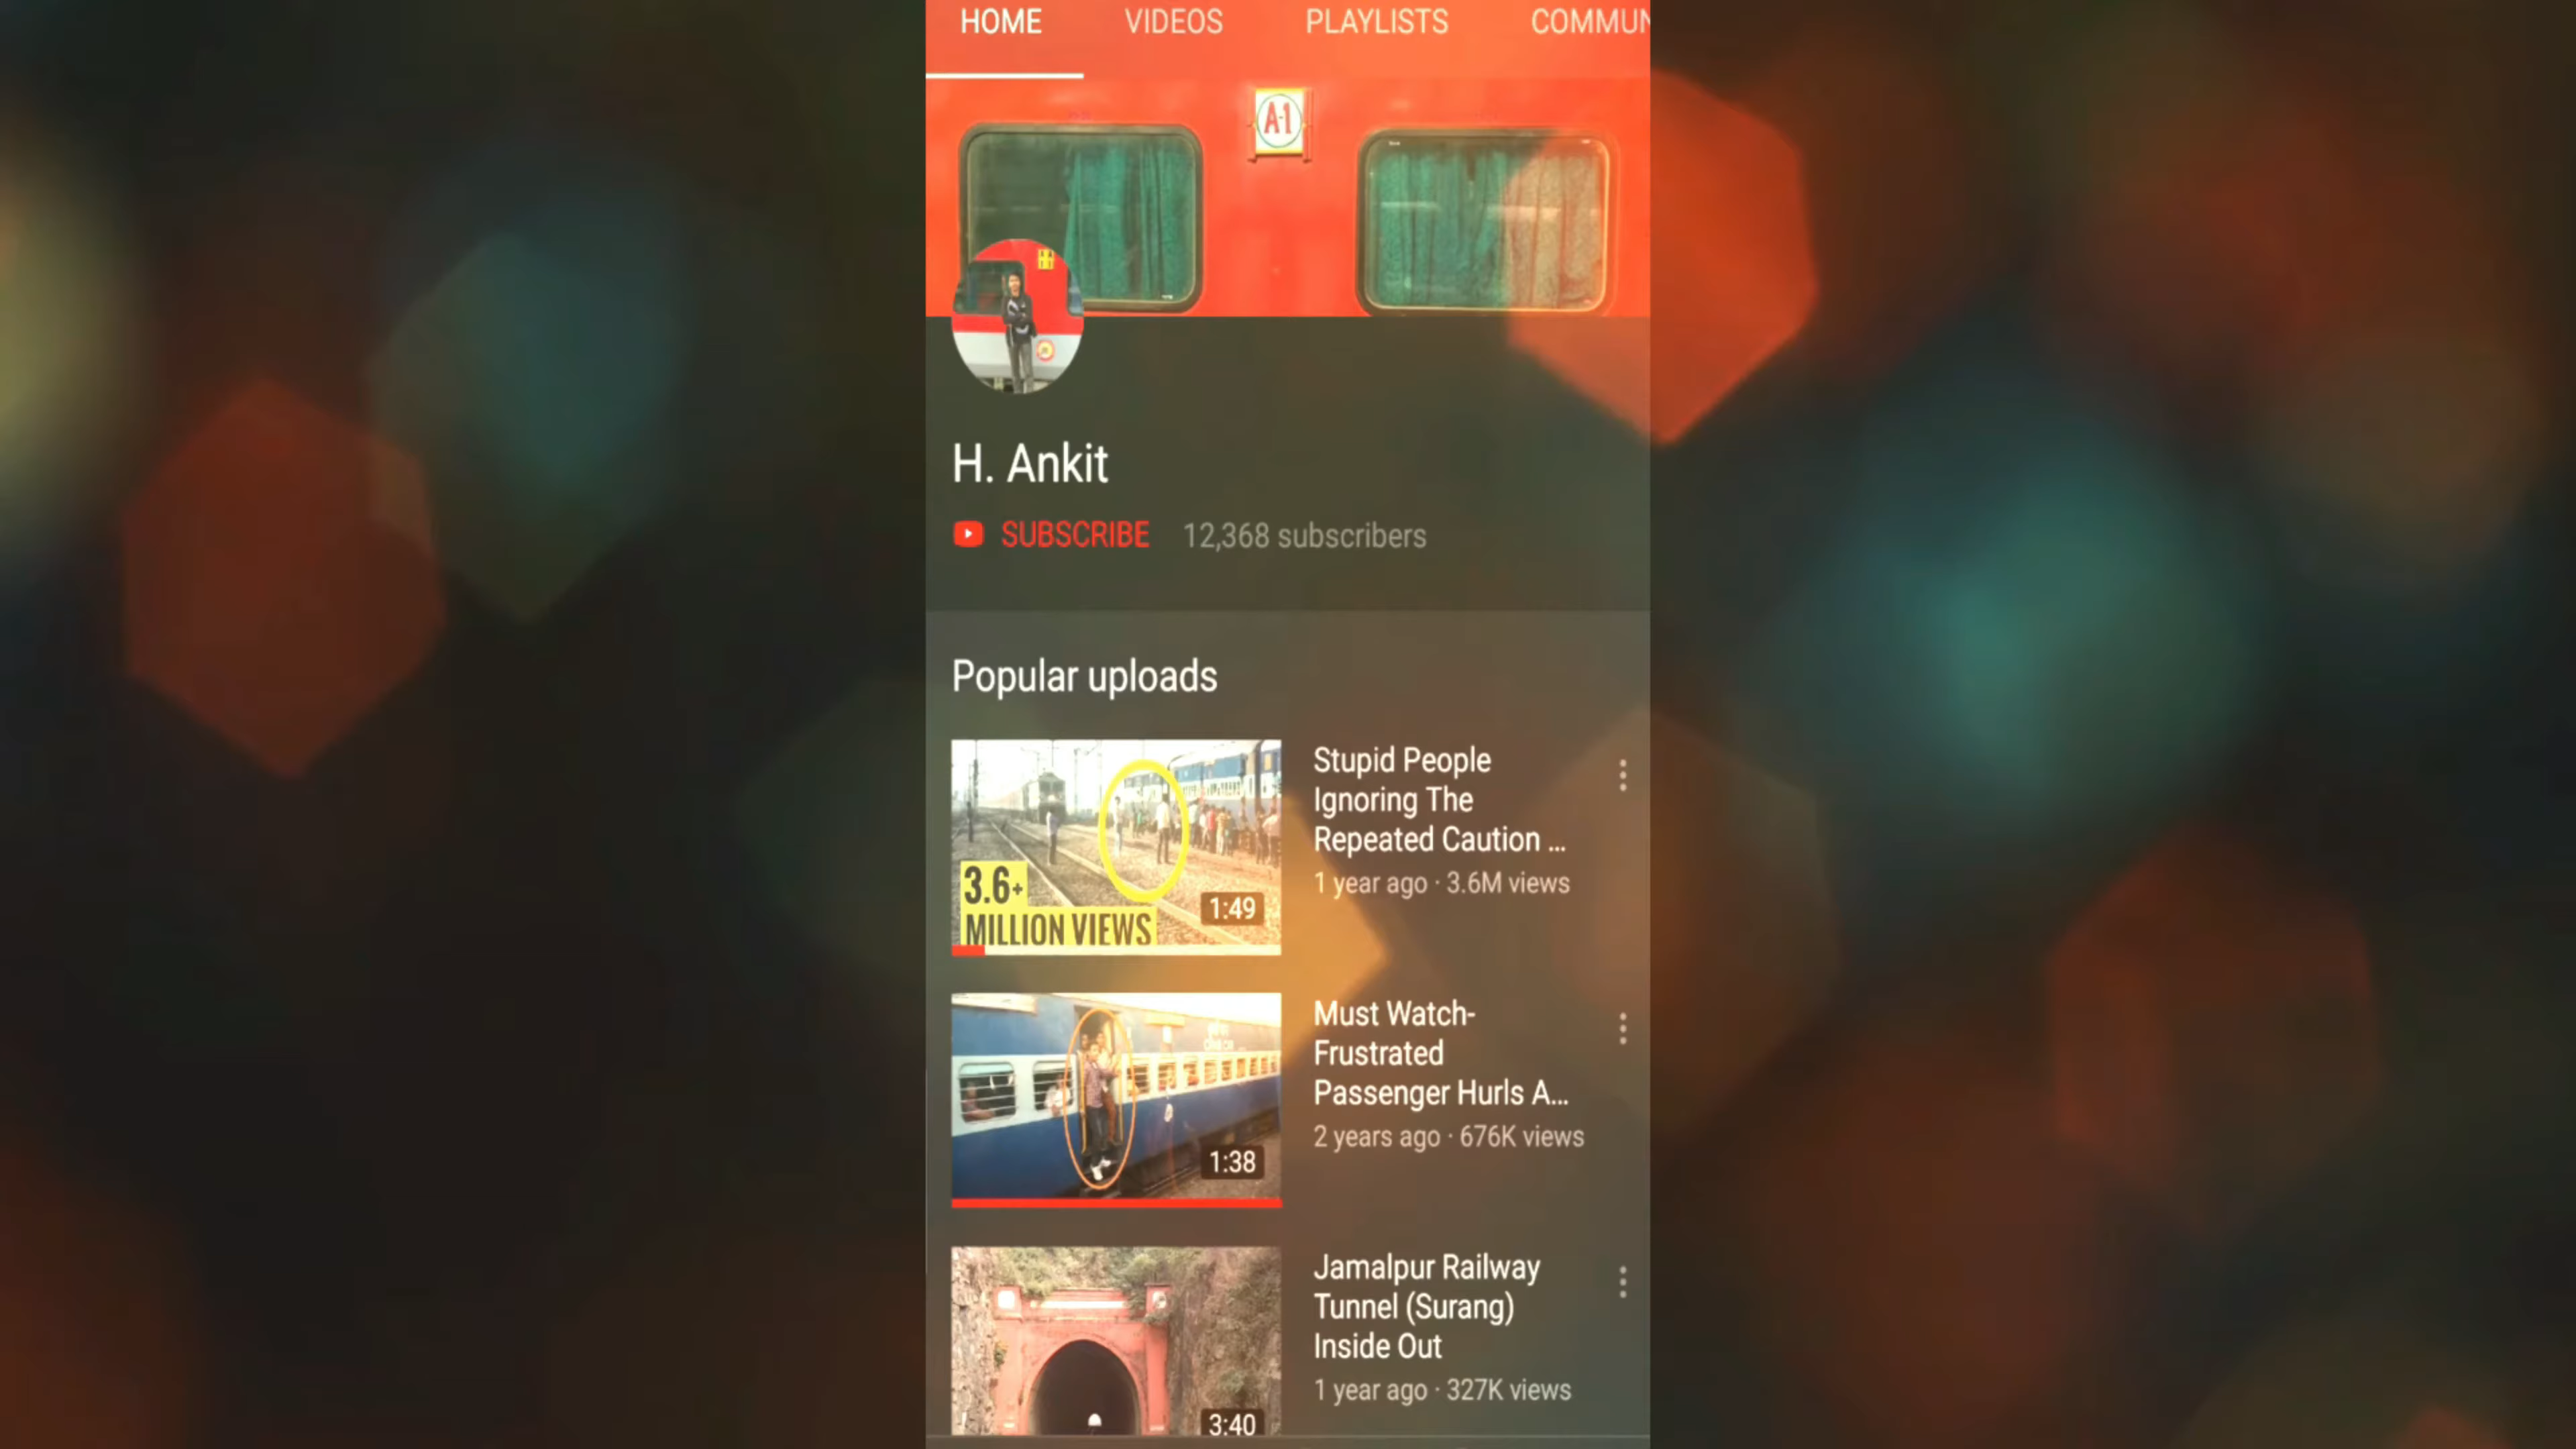 HOME VIDEOS PLAYLISTS COMMUN
A-1
H. Ankit
SUBSCRIBE 12,368 subscribers
Popular uploads
Stupid People
Ignoring The
Repeated Caution ...
1 year ago · 3.6M views
3.6+
MILLION VIEWS
1:49
Must Watch-
Frustrated
Passenger Hurls A...
2 years ago · 676K views
1:38
Jamalpur Railway
Tunnel (Surang)
Inside Out
1 year ago · 327K views
3:40